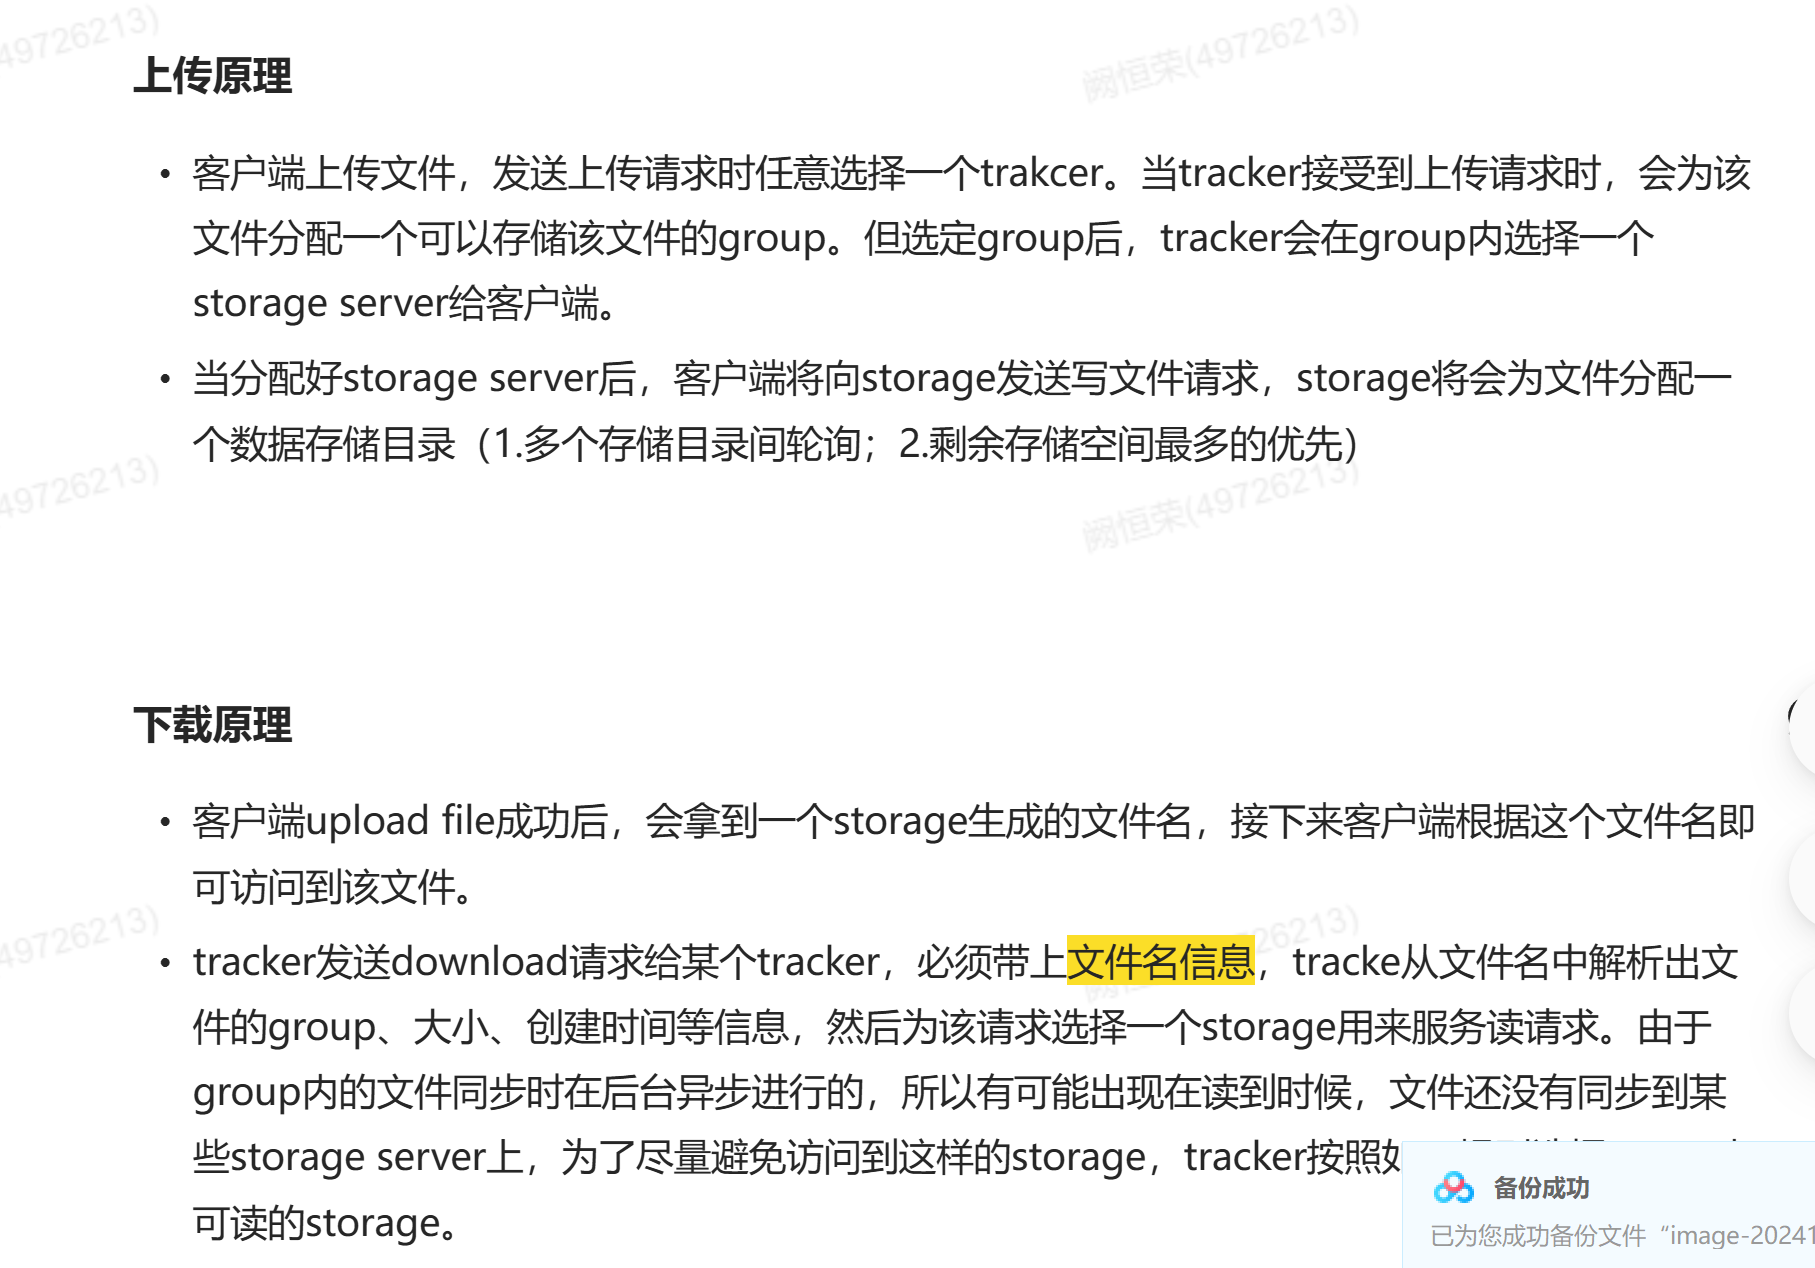 49726213)
阙恒荣(49726213)
上传原理
• 客户端上传文件，发送上传请求时任意选择一个trakcer。当tracker接受到上传请求时，会为该
文件分配一个可以存储该文件的group。但选定group后，tracker会在group内选择一个
storage server给客户端。
• 当分配好storage server后，客户端将向storage发送写文件请求，storage将会为文件分配一
个数据存储目录（1.多个存储目录间轮询；2.剩余存储空间最多的优先）
49726213)
阙恒荣(49726213)
下载原理
• 客户端upload file成功后，会拿到一个storage生成的文件名，接下来客户端根据这个文件名即
可访问到该文件。
49726213)
26213)
• tracker发送download请求给某个tracker，必须带上文件名信息，tracke从文件名中解析出文
件的group、大小、创建时间等信息，然后为该请求选择一个storage用来服务读请求。由于
group内的文件同步时在后台异步进行的，所以有可能出现在读到时候，文件还没有同步到某
些storage server上，为了尽量避免访问到这样的storage，tracker按照如
可读的storage。
备份成功
已为您成功备份文件“image-20241